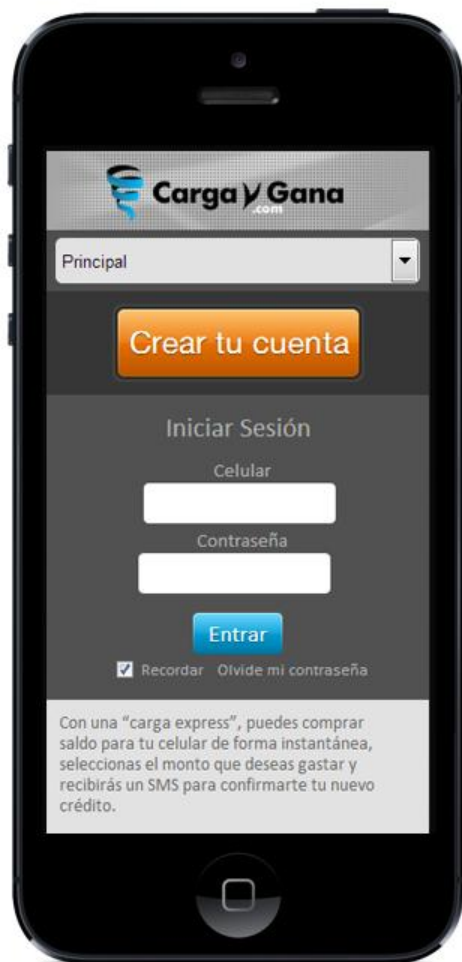 Carga y Gana
.com
Principal
Crear tu cuenta
Iniciar Sesión
Celular
Contraseña
Entrar
Recordar Olvide mi contraseña
Con una “carga express”, puedes comprar
saldo para tu celular de forma instantánea,
seleccionas el monto que deseas gastar y
recibirás un SMS para confirmarte tu nuevo
crédito.